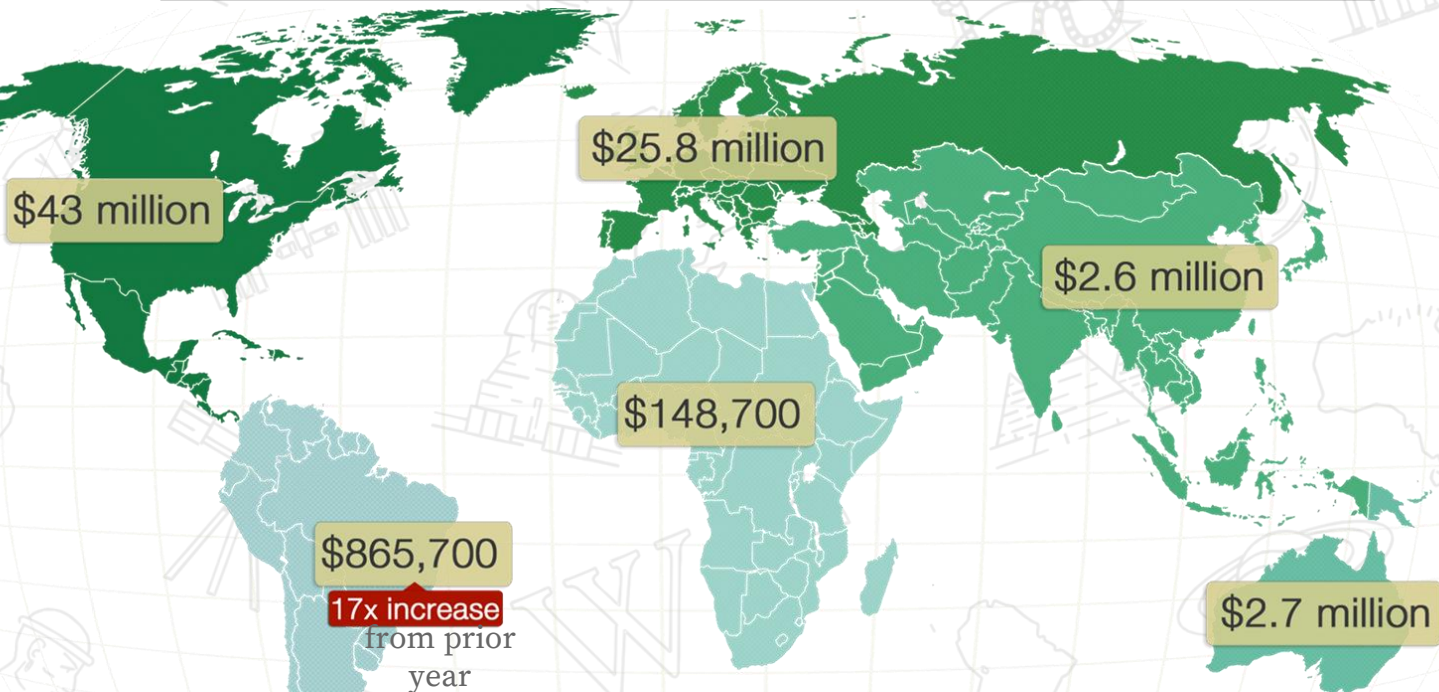 $25.8 million
$43 million
$2.6 million
$148,700
$865,700
17x increase
from prior
year
$2.7 million
W